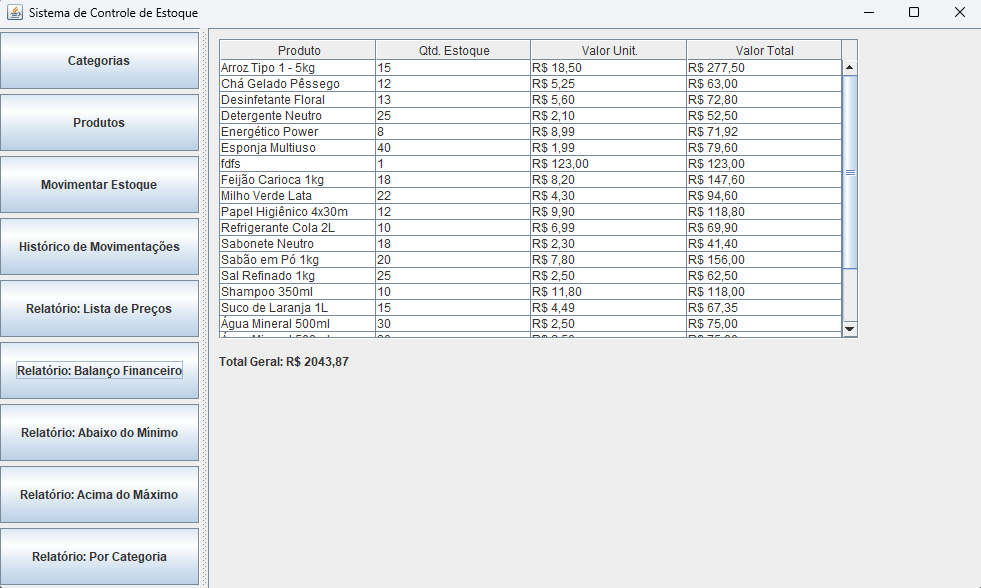 Sistema de Controle de Estoque
Categorias
Produtos
Movimentar Estoque
Histórico de Movimentações
Relatório: Lista de Preços
Relatório: Balanço Financeiro
Relatório: Abaixo do Mínimo
Relatório: Acima do Máximo
Relatório: Por Categoria
Produto Qtd. Estoque Valor Unit. Valor Total
Arroz Tipo 1 - 5kg 15 R$ 18,50 R$ 277,50
Chá Gelado Pêssego 12 R$ 5,25 R$ 63,00
Desinfetante Floral 13 R$ 5,60 R$ 72,80
Detergente Neutro 25 R$ 2,10 R$ 52,50
Energético Power 8 R$ 8,99 R$ 71,92
Esponja Multiuso 40 R$ 1,99 R$ 79,60
fdfs 1 R$ 123,00 R$ 123,00
Feijão Carioca 1kg 18 R$ 8,20 R$ 147,60
Milho Verde Lata 22 R$ 4,30 R$ 94,60
Papel Higiênico 4x30m 12 R$ 9,90 R$ 118,80
Refrigerante Cola 2L 10 R$ 6,99 R$ 69,90
Sabonete Neutro 18 R$ 2,30 R$ 41,40
Sabão em Pó 1kg 20 R$ 7,80 R$ 156,00
Sal Refinado 1kg 25 R$ 2,50 R$ 62,50
Shampoo 350ml 10 R$ 11,80 R$ 118,00
Suco de Laranja 1L 15 R$ 4,49 R$ 67,35
Água Mineral 500ml 30 R$ 2,50 R$ 75,00
Total Geral: R$ 2043,87